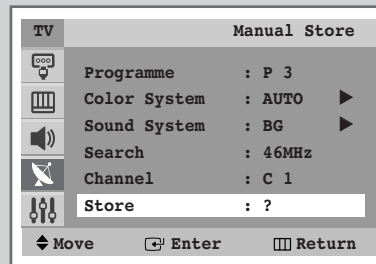 TV Manual Store
Programme : P 3
Color System : AUTO ▶
Sound System : BG ▶
Search : 46MHz
Channel : C 1
Store : ?
Move Enter Return